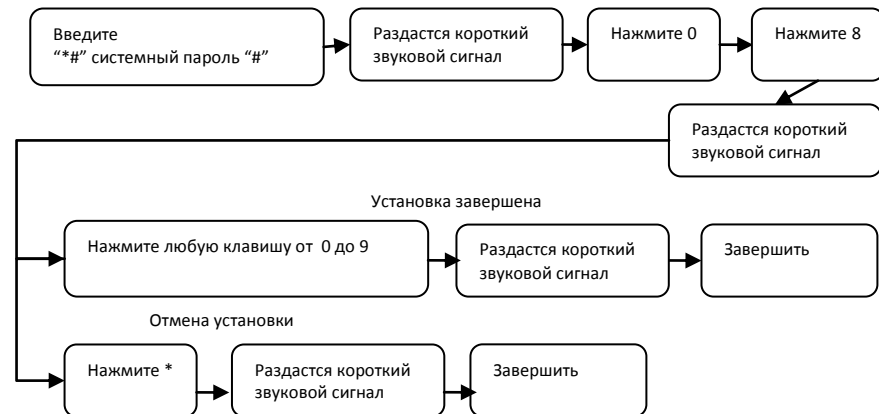 Введите
“*#” системный пароль “#”
Раздастся короткий
звуковой сигнал
Нажмите 0
Нажмите 8
Раздастся короткий
звуковой сигнал
Установка завершена
Нажмите любую клавишу от 0 до 9
Раздастся короткий
звуковой сигнал
Завершить
Отмена установки
Нажмите *
Раздастся короткий
звуковой сигнал
Завершить